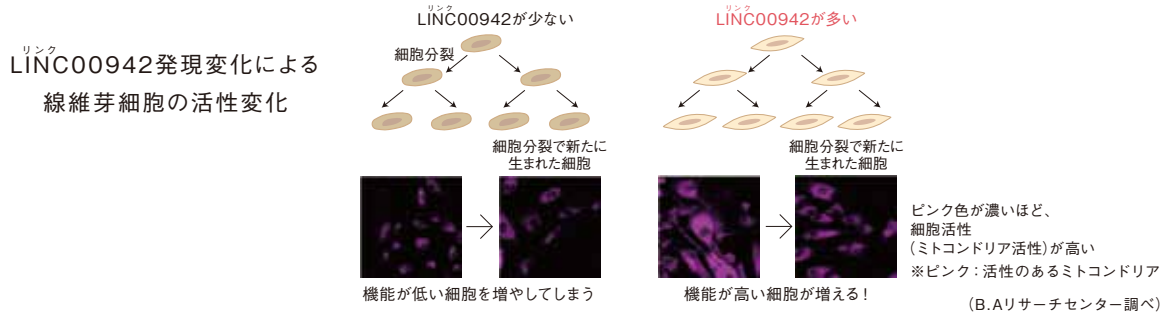 リンク
LINC00942発現変化による
線維芽細胞の活性変化
リンク
LINC00942が少ない
細胞分裂
細胞分裂で新たに
生まれた細胞
機能が低い細胞を増やしてしまう
リンク
LINC00942が多い
細胞分裂で新たに
生まれた細胞
機能が高い細胞が増える！
ピンク色が濃いほど、
細胞活性
(ミトコンドリア活性)が高い
※ピンク：活性のあるミトコンドリア
(B.Aリサーチセンター調べ)